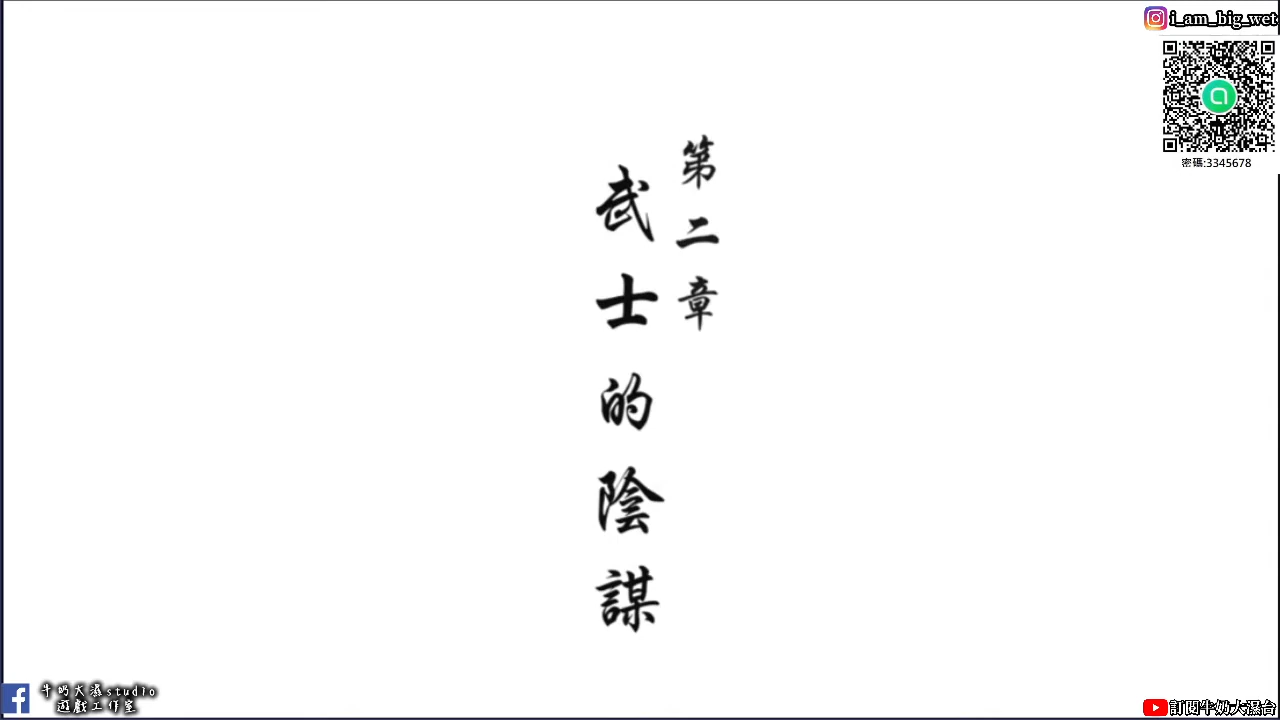 i_am_big_wet
密碼:3345678
第二章
武士的陰謀
牛奶大濕studio
遊戲工作室
訂閱牛奶大濕台